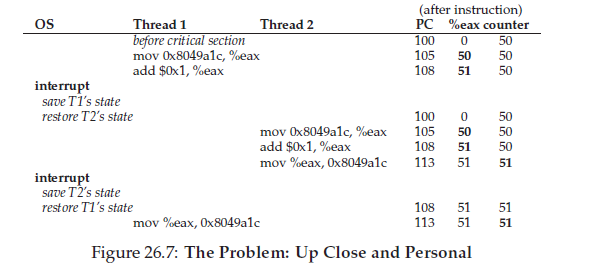 (after instruction)
OS Thread 1 Thread 2 PC %eax counter
before critical section 100 0 50
mov 0x8049a1c, %eax 105 50 50
add $0x1, %eax 108 51 50
interrupt
save T1's state
restore T2's state 100 0 50
mov 0x8049a1c, %eax 105 50 50
add $0x1, %eax 108 51 50
mov %eax, 0x8049a1c 113 51 51
interrupt
save T2's state
restore T1's state 108 51 51
mov %eax, 0x8049a1c 113 51 51
Figure 26.7: The Problem: Up Close and Personal